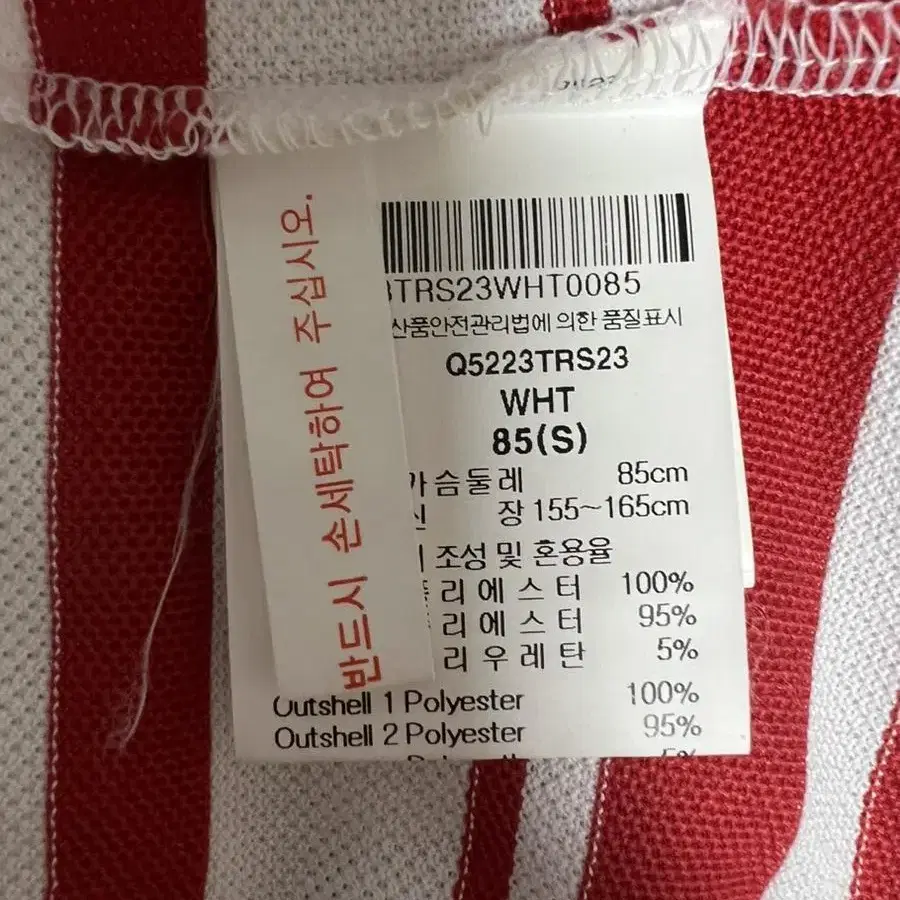 반드시 손세탁하여 주십시오.
TRS23WHT0085
산품안전관리법에 의한 품질표시
Q5223TRS23
WHT
85(S)
가슴둘레 85cm
신 장 155~165cm
조성 및 혼용율
리에스터 100%
리에스터 95%
리우레탄 5%
Outshell 1 Polyester 100%
Outshell 2 Polyester 95%